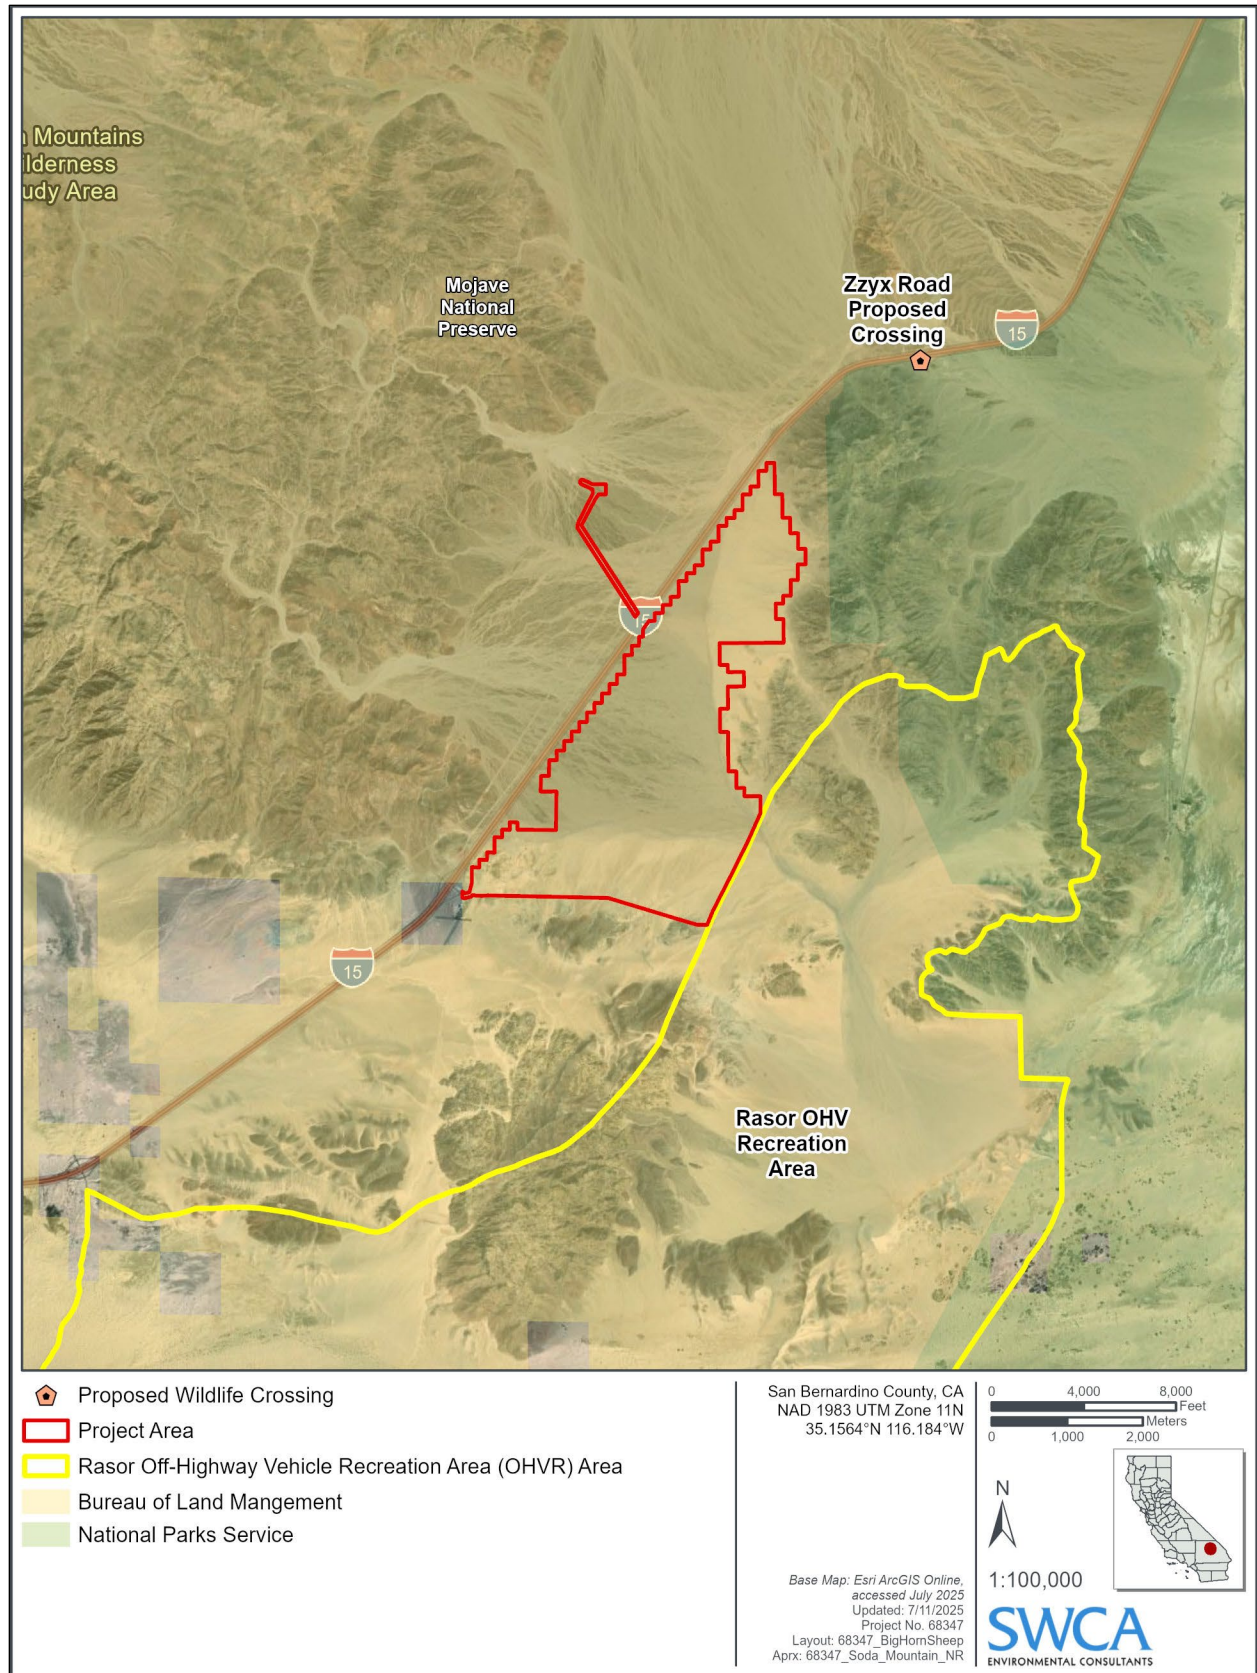 n Mountains
ilderness
udy Area
Mojave
National
Preserve
Zzyx Road
Proposed
Crossing
15
15
15
Rasor OHV
Recreation
Area
Proposed Wildlife Crossing
Project Area
Rasor Off-Highway Vehicle Recreation Area (OHVR) Area
Bureau of Land Mangement
National Parks Service
San Bernardino County, CA
NAD 1983 UTM Zone 11N
35.1564°N 116.184°W
0 4,000 8,000
Feet
Meters
0 1,000 2,000
N
1:100,000
Base Map: Esri ArcGIS Online,
accessed July 2025
Updated: 7/11/2025
Project No. 68347
Layout: 68347_BigHornSheep
Aprx: 68347_Soda_Mountain_NR
SWCA
ENVIRONMENTAL CONSULTANTS